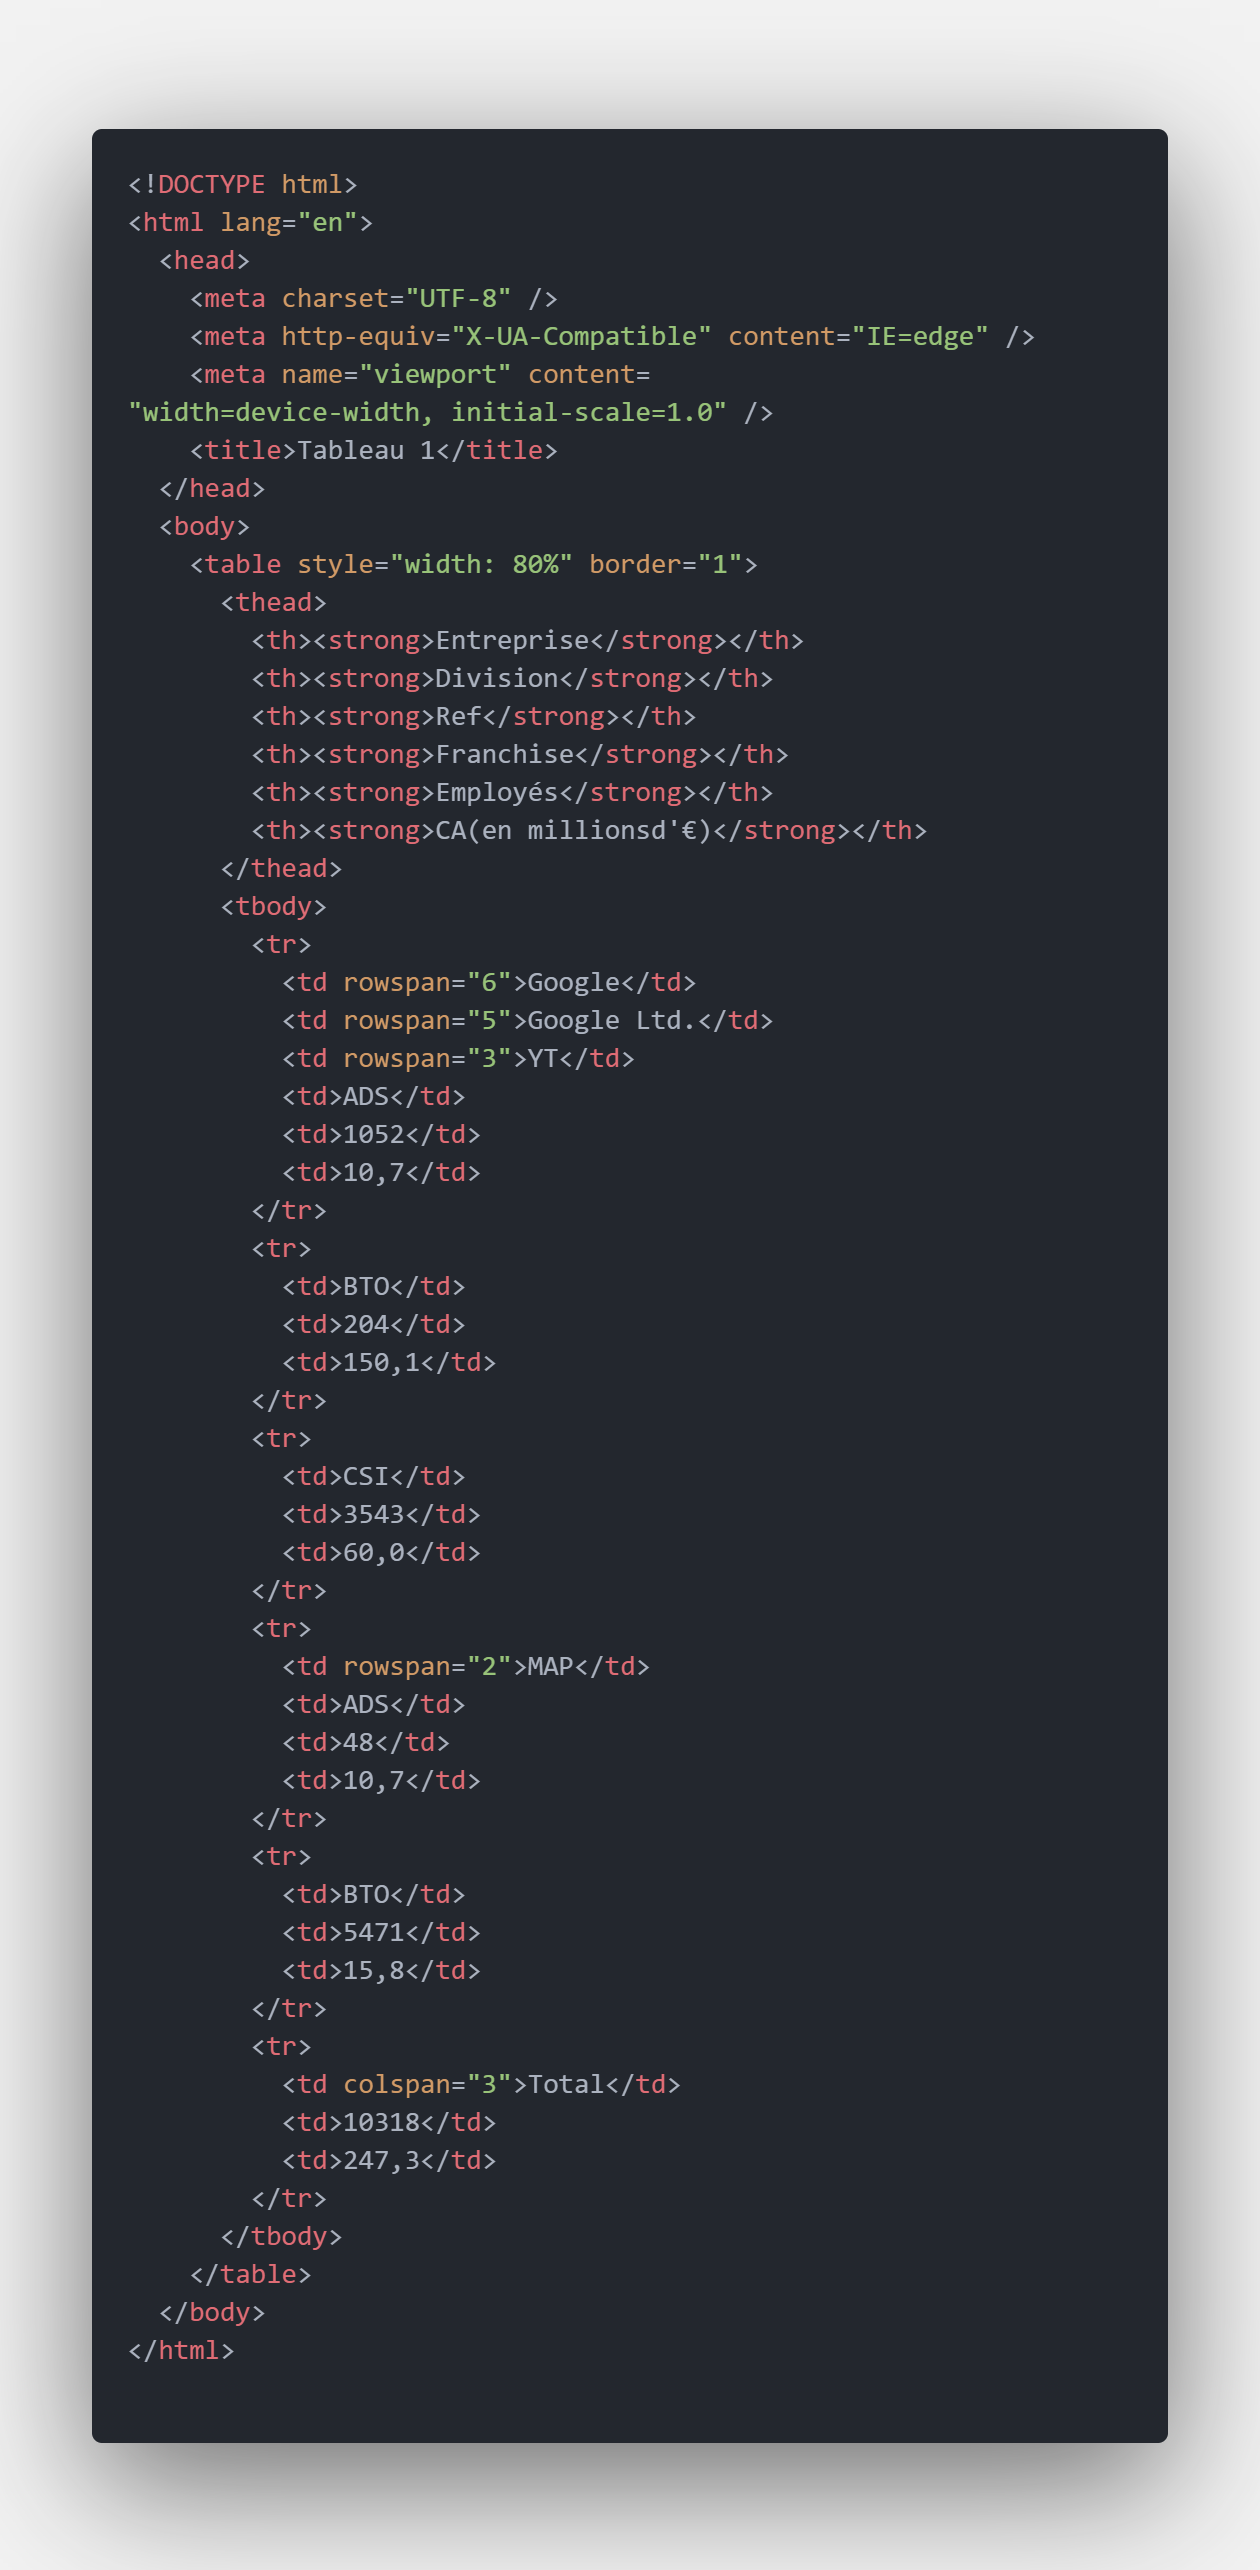 <!DOCTYPE html>
<html lang="en">
  <head>
    <meta charset="UTF-8" />
    <meta http-equiv="X-UA-Compatible" content="IE=edge" />
    <meta name="viewport" content=
"width=device-width, initial-scale=1.0" />
    <title>Tableau 1</title>
  </head>
  <body>
    <table style="width: 80%" border="1">
      <thead>
        <th><strong>Entreprise</strong></th>
        <th><strong>Division</strong></th>
        <th><strong>Ref</strong></th>
        <th><strong>Franchise</strong></th>
        <th><strong>Employés</strong></th>
        <th><strong>CA(en millionsd'€)</strong></th>
      </thead>
      <tbody>
        <tr>
          <td rowspan="6">Google</td>
          <td rowspan="5">Google Ltd.</td>
          <td rowspan="3">YT</td>
          <td>ADS</td>
          <td>1052</td>
          <td>10,7</td>
        </tr>
        <tr>
          <td>BTO</td>
          <td>204</td>
          <td>150,1</td>
        </tr>
        <tr>
          <td>CSI</td>
          <td>3543</td>
          <td>60,0</td>
        </tr>
        <tr>
          <td rowspan="2">MAP</td>
          <td>ADS</td>
          <td>48</td>
          <td>10,7</td>
        </tr>
        <tr>
          <td>BTO</td>
          <td>5471</td>
          <td>15,8</td>
        </tr>
        <tr>
          <td colspan="3">Total</td>
          <td>10318</td>
          <td>247,3</td>
        </tr>
      </tbody>
    </table>
  </body>
</html>